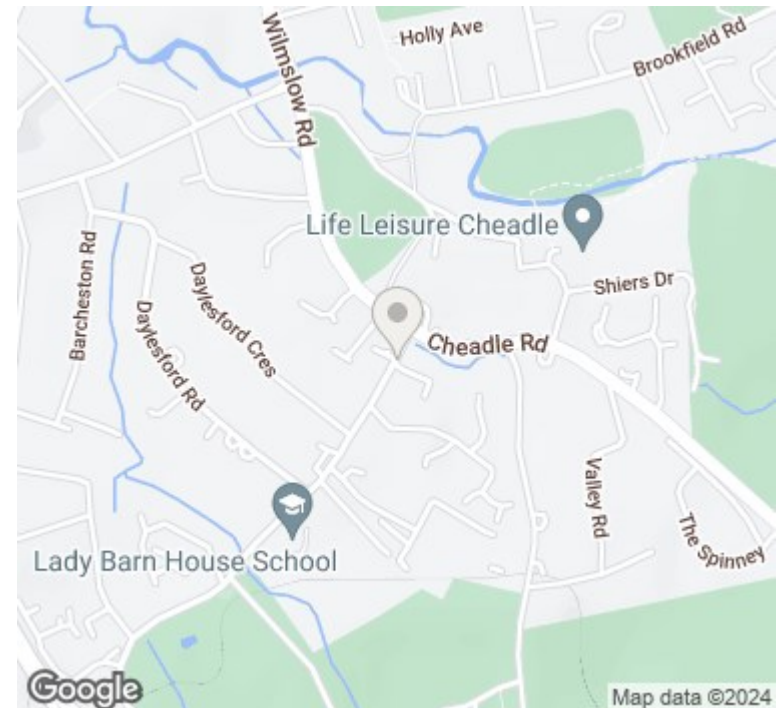 Holly Ave
Brookfield Rd
Wilmslow Rd
Life Leisure Cheadle
Shiers Dr
Barcheston Rd
Daylesford Cres
Daylesford Rd
Cheadle Rd
Valley Rd
The Spinney
Lady Barn House School
Google
Map data ©2024